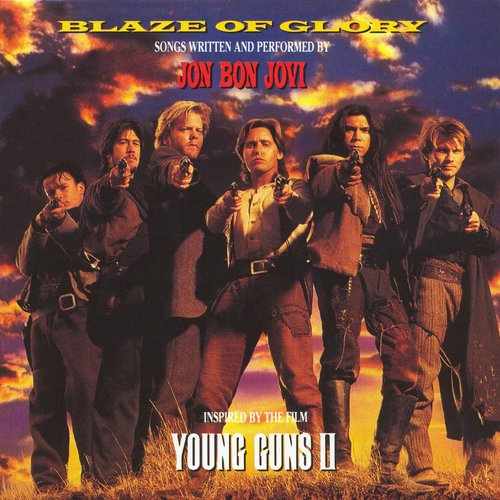 BLAZE OF GLORY
SONGS WRITTEN AND PERFORMED BY
JON BON JOVI
INSPIRED BY THE FILM
YOUNG GUNS II